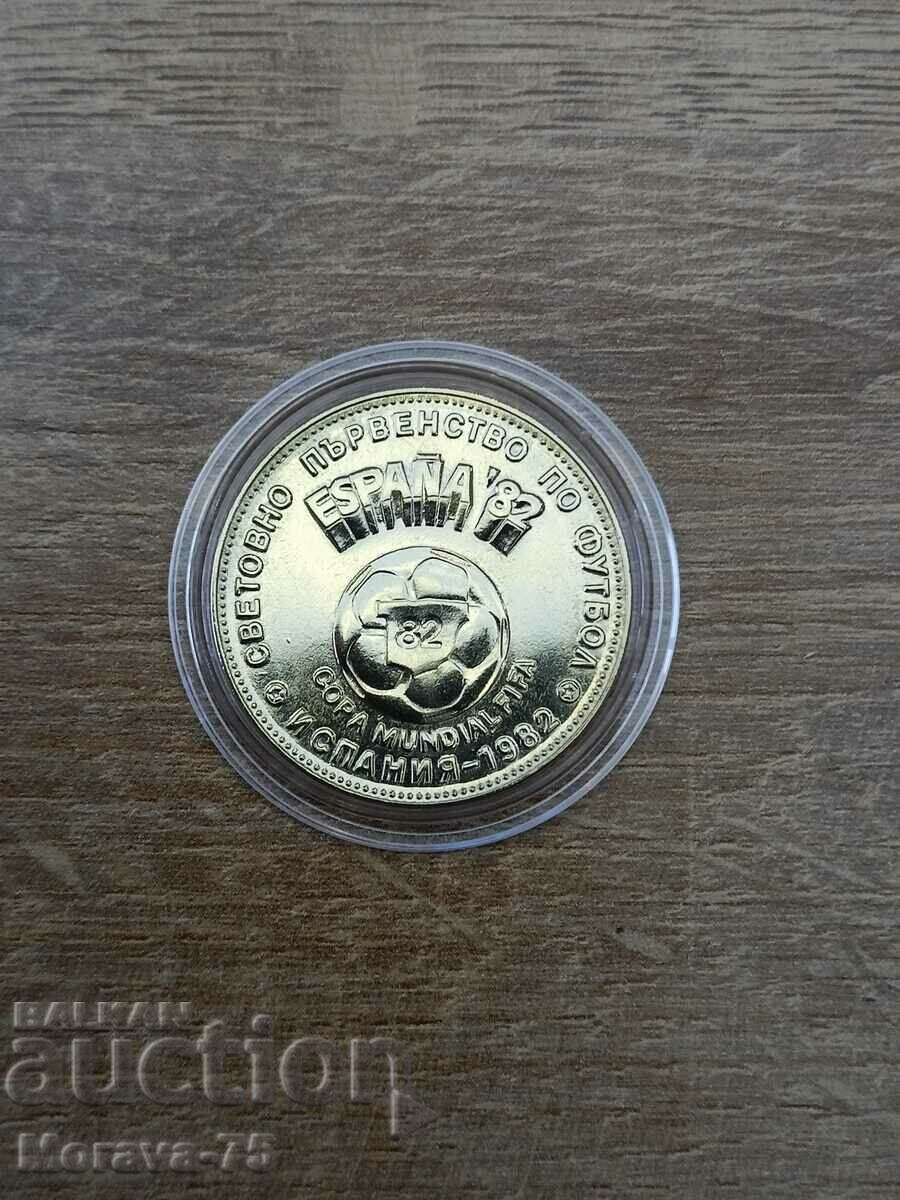 СВЕТОВНО ПЪРВЕНСТВО ПО ФУТБОЛ
ESPAÑA '82
82
COPA MUNDIAL FIFA
ИСПАНИЯ-1982
BALKAN
auction
Morava-75